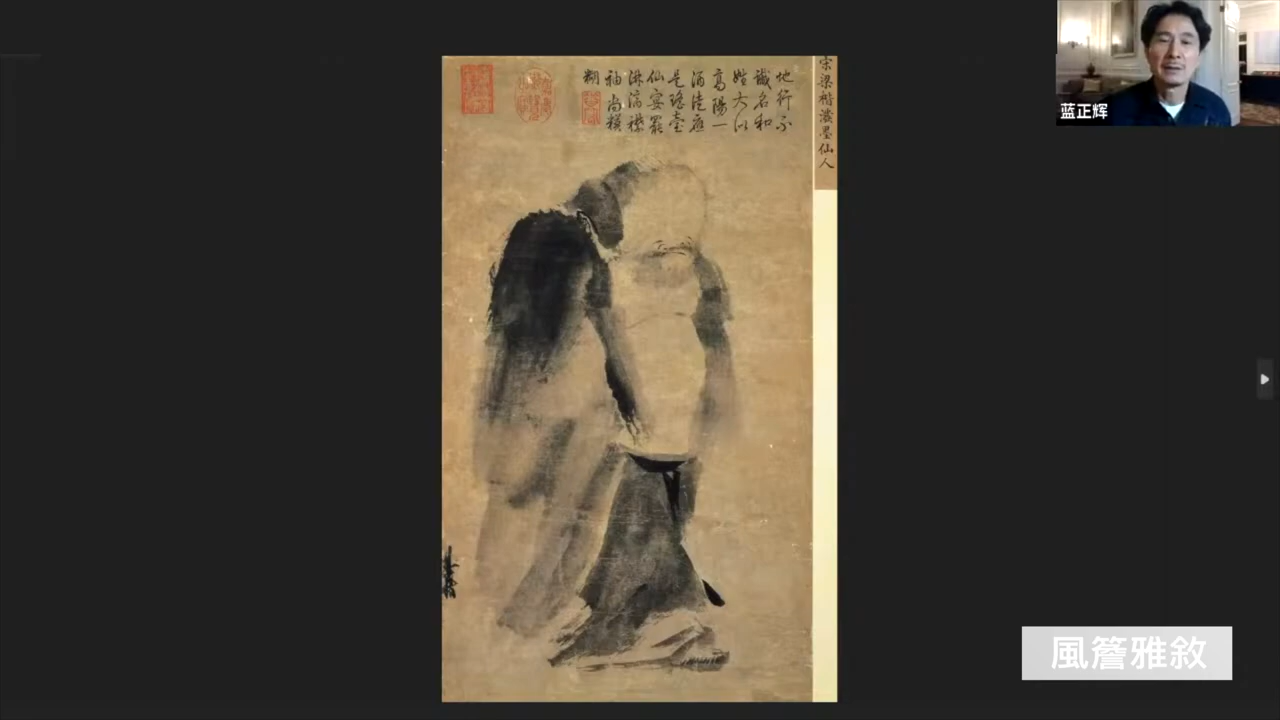 宋梁楷潑墨仙人
地行不
識名和
姓大似
高陽一
酒徒應
是瑤臺
仙宴罷
淋漓襟
袖尚糢
糊
蓝正辉
風簷雅敘